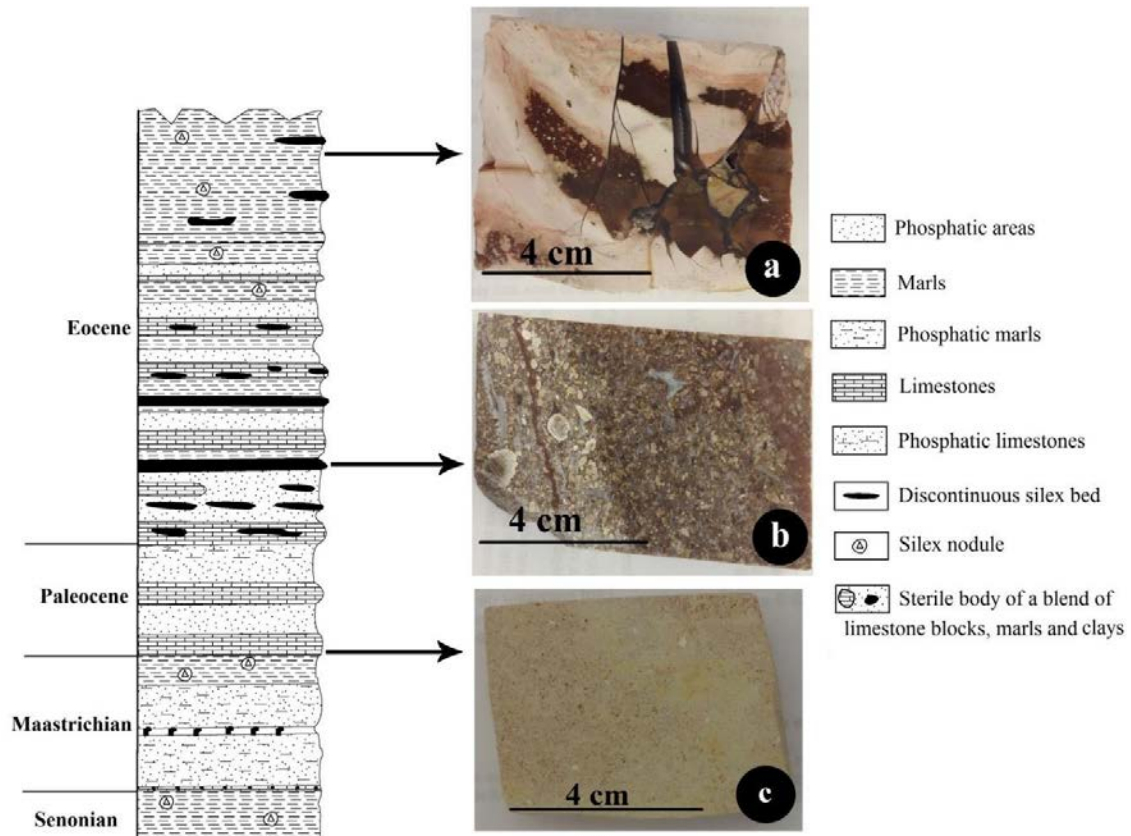 Eocene
Paleocene
Maastrichian
Senonian
4 cm
a
4 cm
b
4 cm
c
Phosphatic areas
Marls
Phosphatic marls
Limestones
Phosphatic limestones
Discontinuous silex bed
Silex nodule
Sterile body of a blend of
limestone blocks, marls and clays